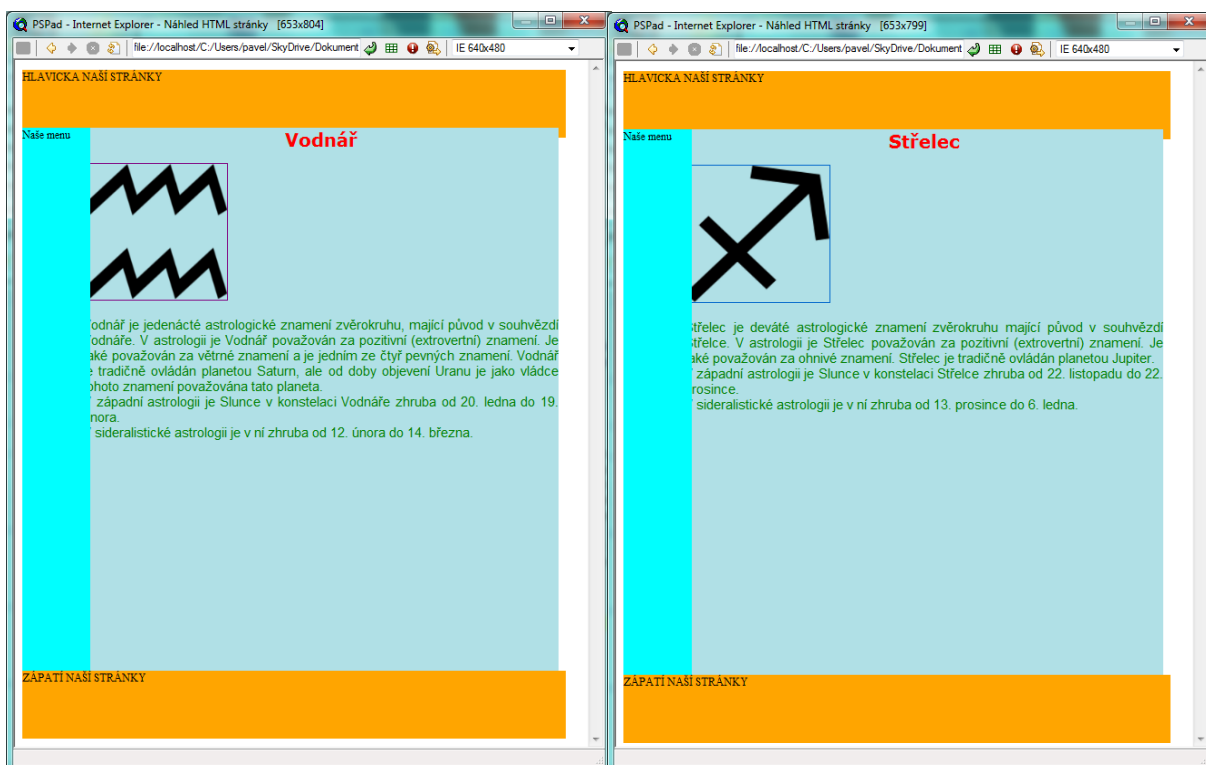 PSPad - Internet Explorer - Náhled HTML stránky [653x804]
file://localhost/C:/Users/pavel/SkyDrive/Dokument
IE 640x480
HLAVICKA NAŠÍ STRÁNKY
Naše menu
Vodnář
odnář je jedenácté astrologické znamení zvěrokruhu, mající původ v souhvězdí
odnáře. V astrologii je Vodnář považován za pozitivní (extrovertní) znamení. Je
aké považován za větrné znamení a je jedním ze čtyř pevných znamení. Vodnář
e tradičně ovládán planetou Saturn, ale od doby objevení Uranu je jako vládce
ohoto znamení považována tato planeta.
západní astrologii je Slunce v konstelaci Vodnáře zhruba od 20. ledna do 19.
nora.
sideralistické astrologii je v ní zhruba od 12. února do 14. března.
ZÁPATÍ NAŠÍ STRÁNKY
PSPad - Internet Explorer - Náhled HTML stránky [653x799]
file://localhost/C:/Users/pavel/SkyDrive/Dokument
IE 640x480
HLAVICKA NAŠÍ STRÁNKY
Naše menu
Střelec
třelec je deváté astrologické znamení zvěrokruhu mající původ v souhvězdí
třelce. V astrologii je Střelec považován za pozitivní (extrovertní) znamení. Je
aké považován za ohnivé znamení. Střelec je tradičně ovládán planetou Jupiter.
západní astrologii je Slunce v konstelaci Střelce zhruba od 22. listopadu do 22.
rosince.
sideralistické astrologii je v ní zhruba od 13. prosince do 6. ledna.
ZÁPATÍ NAŠÍ STRÁNKY